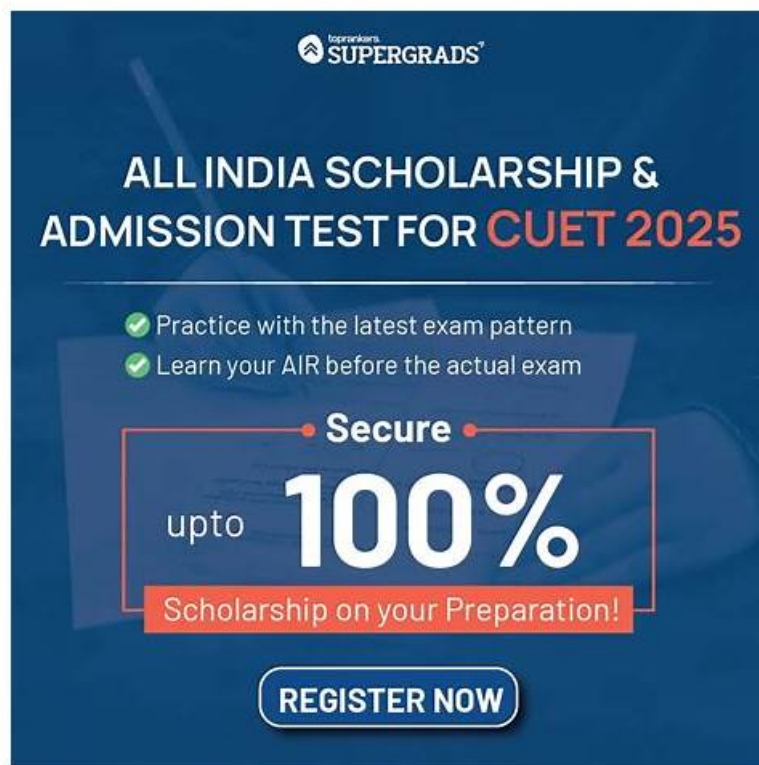 toprankers
SUPERGRADS
ALL INDIA SCHOLARSHIP &
ADMISSION TEST FOR CUET 2025
Practice with the latest exam pattern
Learn your AIR before the actual exam
Secure
upto 100%
Scholarship on your Preparation!
REGISTER NOW